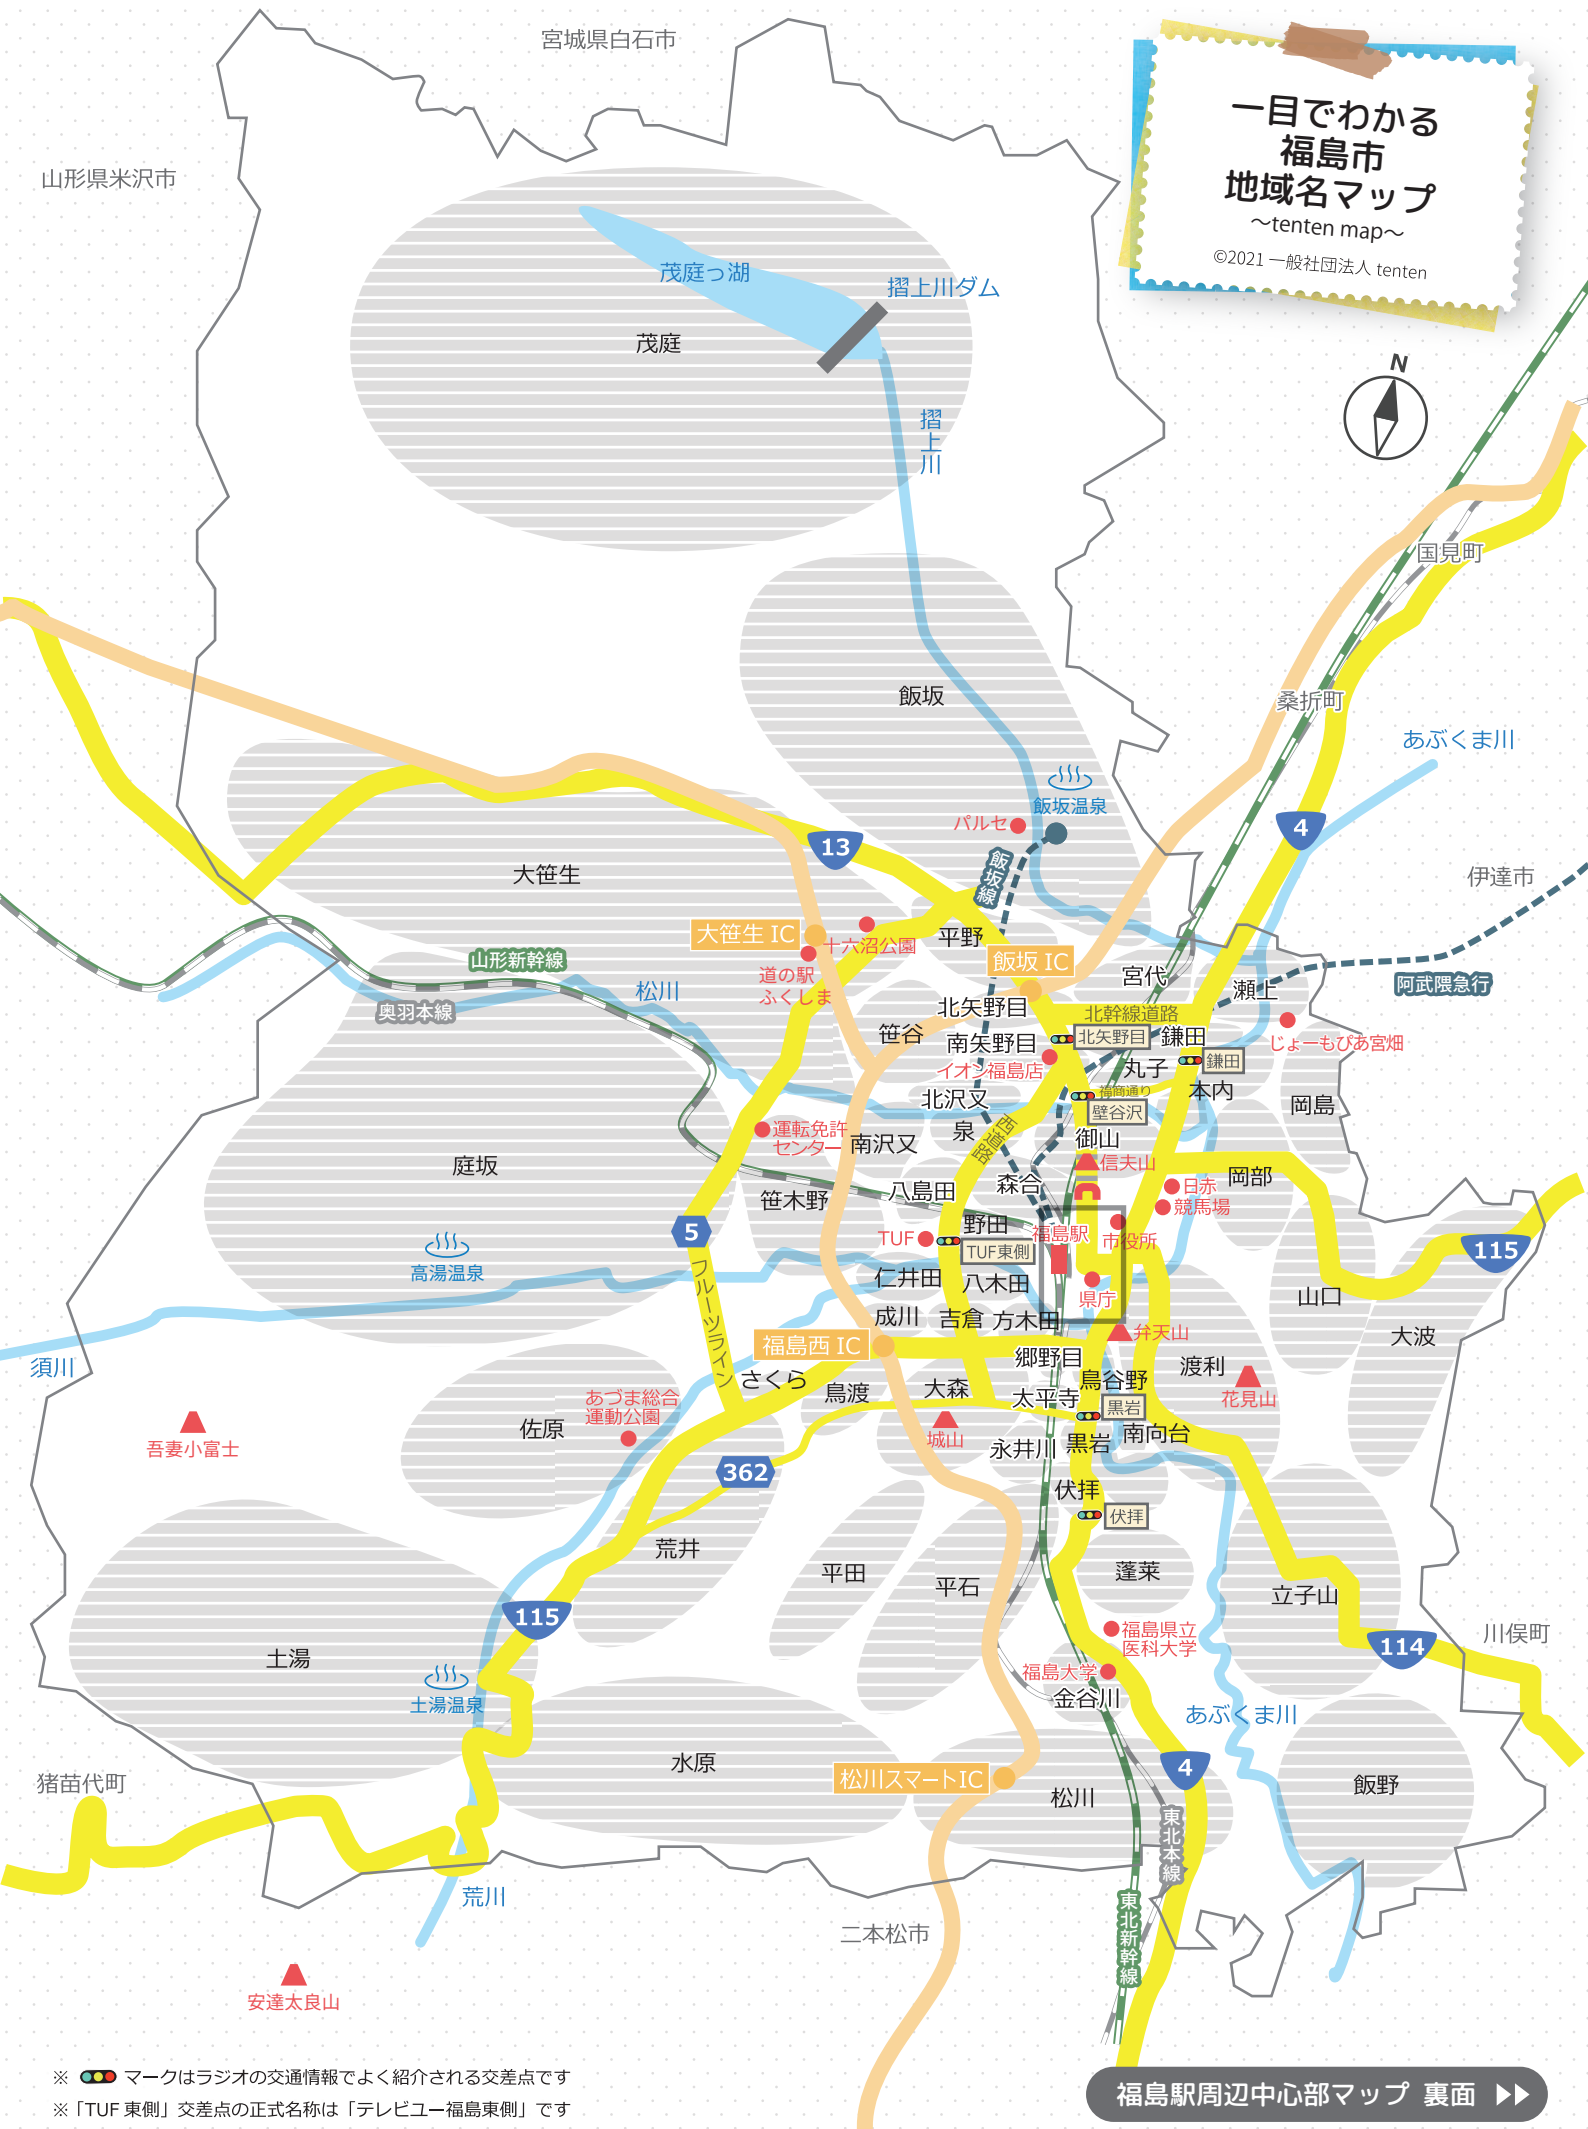 宮城県白石市
一目でわかる
福島市
地域名マップ
〜tenten map〜
©2021 一般社団法人 tenten
山形県米沢市
茂庭っ湖
摺上川ダム
茂庭
N
摺上川
国見町
飯坂
桑折町
あぶくま川
飯坂温泉
パルセ
4
13
飯坂線
大笹生
伊達市
大笹生 IC
十六沼公園
平野
飯坂 IC
山形新幹線
道の駅
ふくしま
宮代
阿武隈急行
松川
瀬上
奥羽本線
北矢野目
北幹線道路
笹谷
南矢野目
北矢野目
鎌田
じょーもぴあ宮畑
イオン福島店
丸子
鎌田
北沢又
福商通り
本内
壁谷沢
岡島
運転免許
センター
南沢又
泉
西道路
御山
庭坂
信夫山
笹木野
八島田
森合
日赤
岡部
競馬場
5
野田
TUF
TUF東側
福島駅
市役所
115
高湯温泉
フルーツライン
仁井田
八木田
県庁
山口
成川
吉倉
方木田
大波
福島西 IC
弁天山
須川
郷野目
渡利
さくら
鳥渡
大森
太平寺
鳥谷野
花見山
あづま総合
運動公園
佐原
黒岩
吾妻小富士
城山
永井川
黒岩
南向台
362
伏拝
伏拝
荒井
平田
平石
蓬莱
立子山
115
福島県立
医科大学
川俣町
114
土湯
福島大学
金谷川
土湯温泉
あぶくま川
水原
4
猪苗代町
松川スマートIC
松川
飯野
東北本線
荒川
二本松市
東北新幹線
安達太良山
※ マークはラジオの交通情報でよく紹介される交差点です
※「TUF 東側」交差点の正式名称は「テレビユー福島東側」です
福島駅周辺中心部マップ 裏面